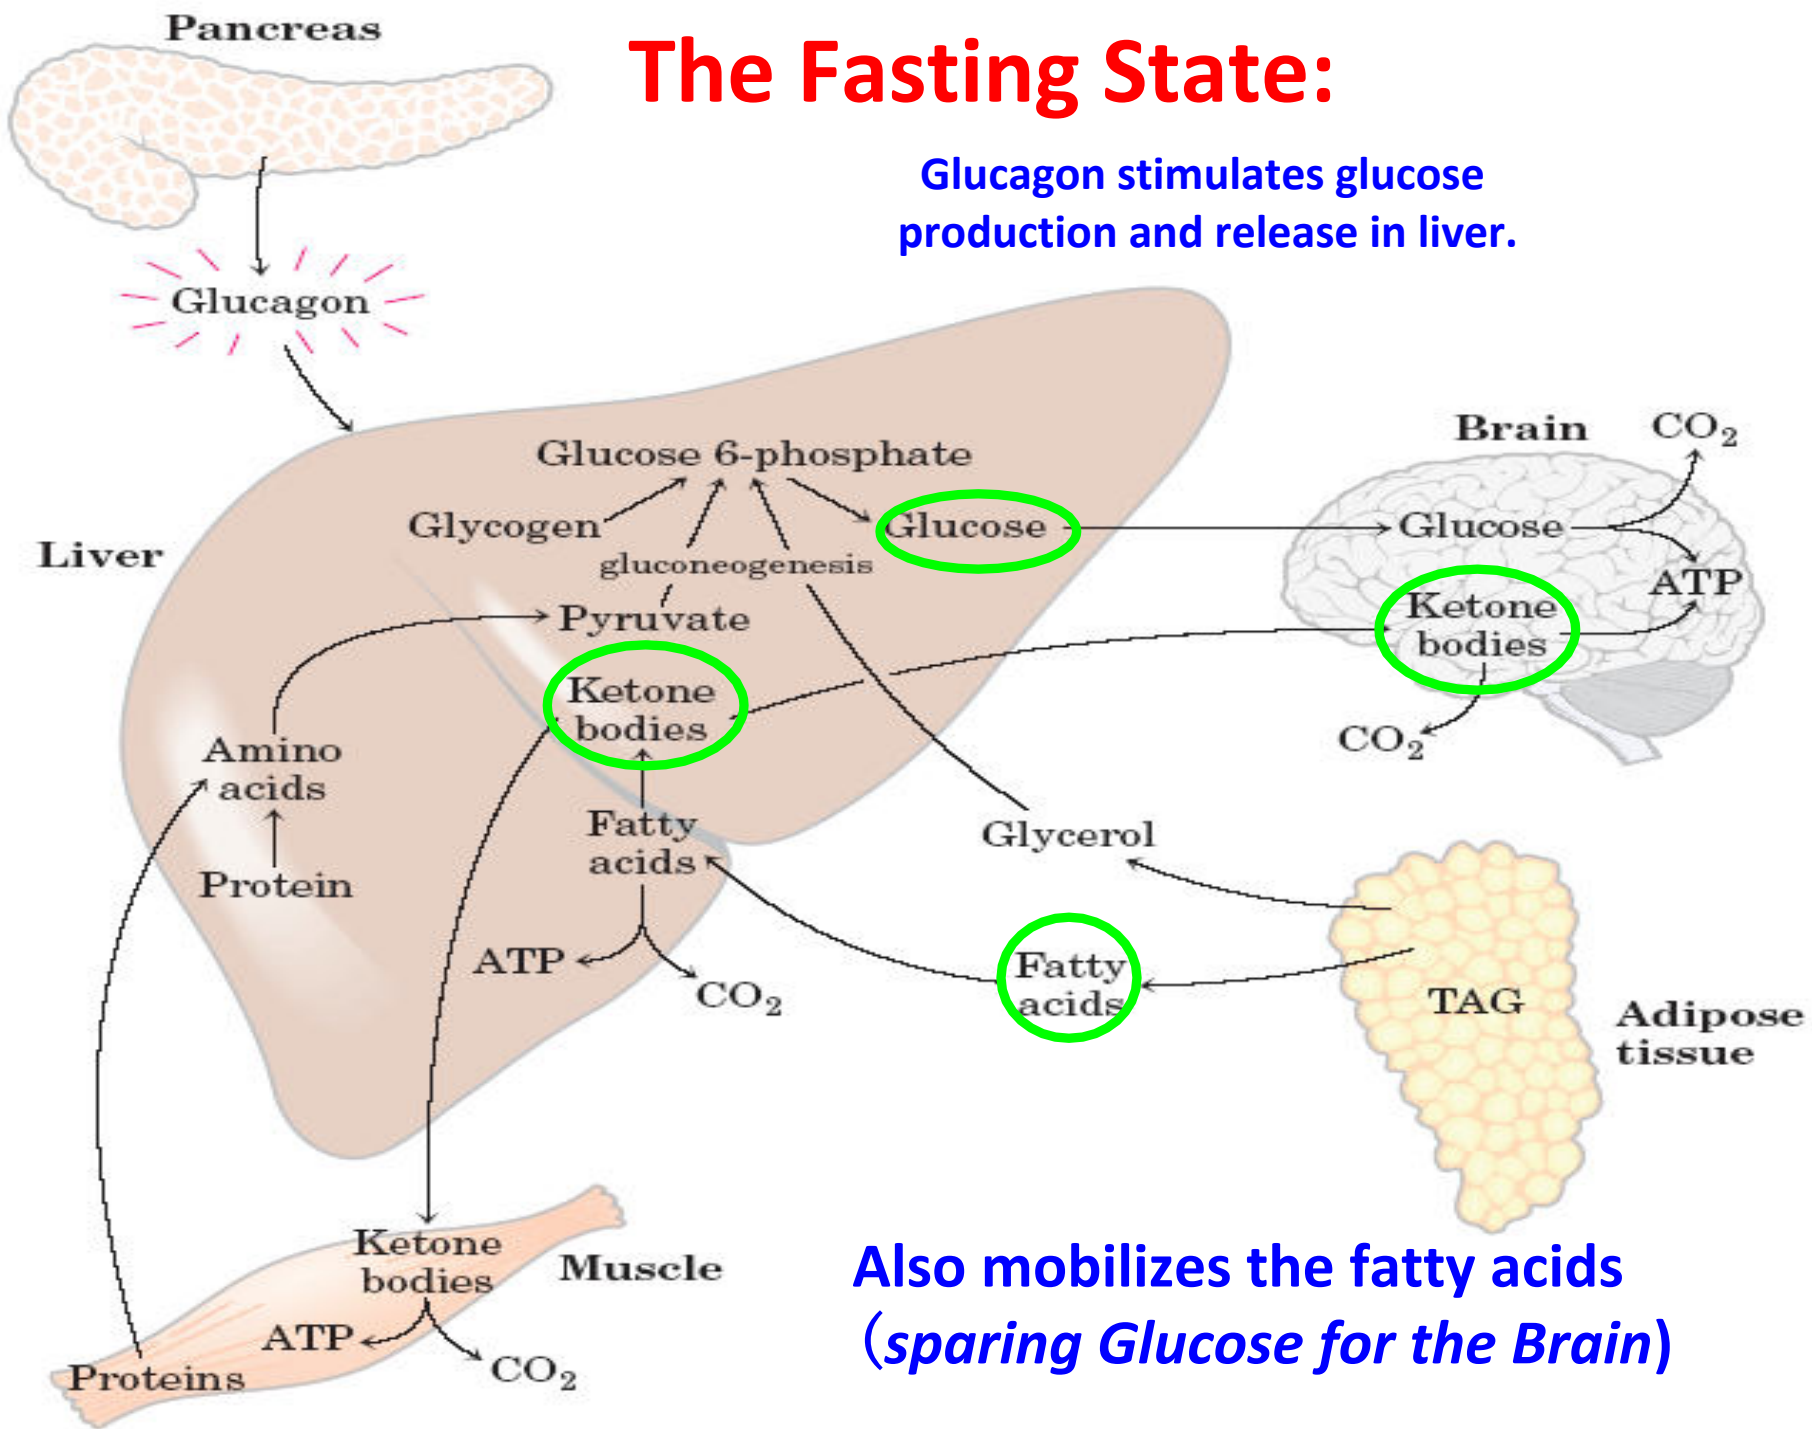 Pancreas
The Fasting State:
Glucagon stimulates glucose
production and release in liver.
Glucagon
Brain
CO₂
Glucose 6-phosphate
Glycogen
Glucose
Glucose
Liver
gluconeogenesis
ATP
Pyruvate
Ketone
bodies
Ketone
bodies
CO₂
Amino
acids
Fatty
acids
Glycerol
Protein
ATP
CO₂
Fatty
acids
TAG
Adipose
tissue
Ketone
bodies
Muscle
ATP
CO₂
Proteins
Also mobilizes the fatty acids
（sparing Glucose for the Brain)